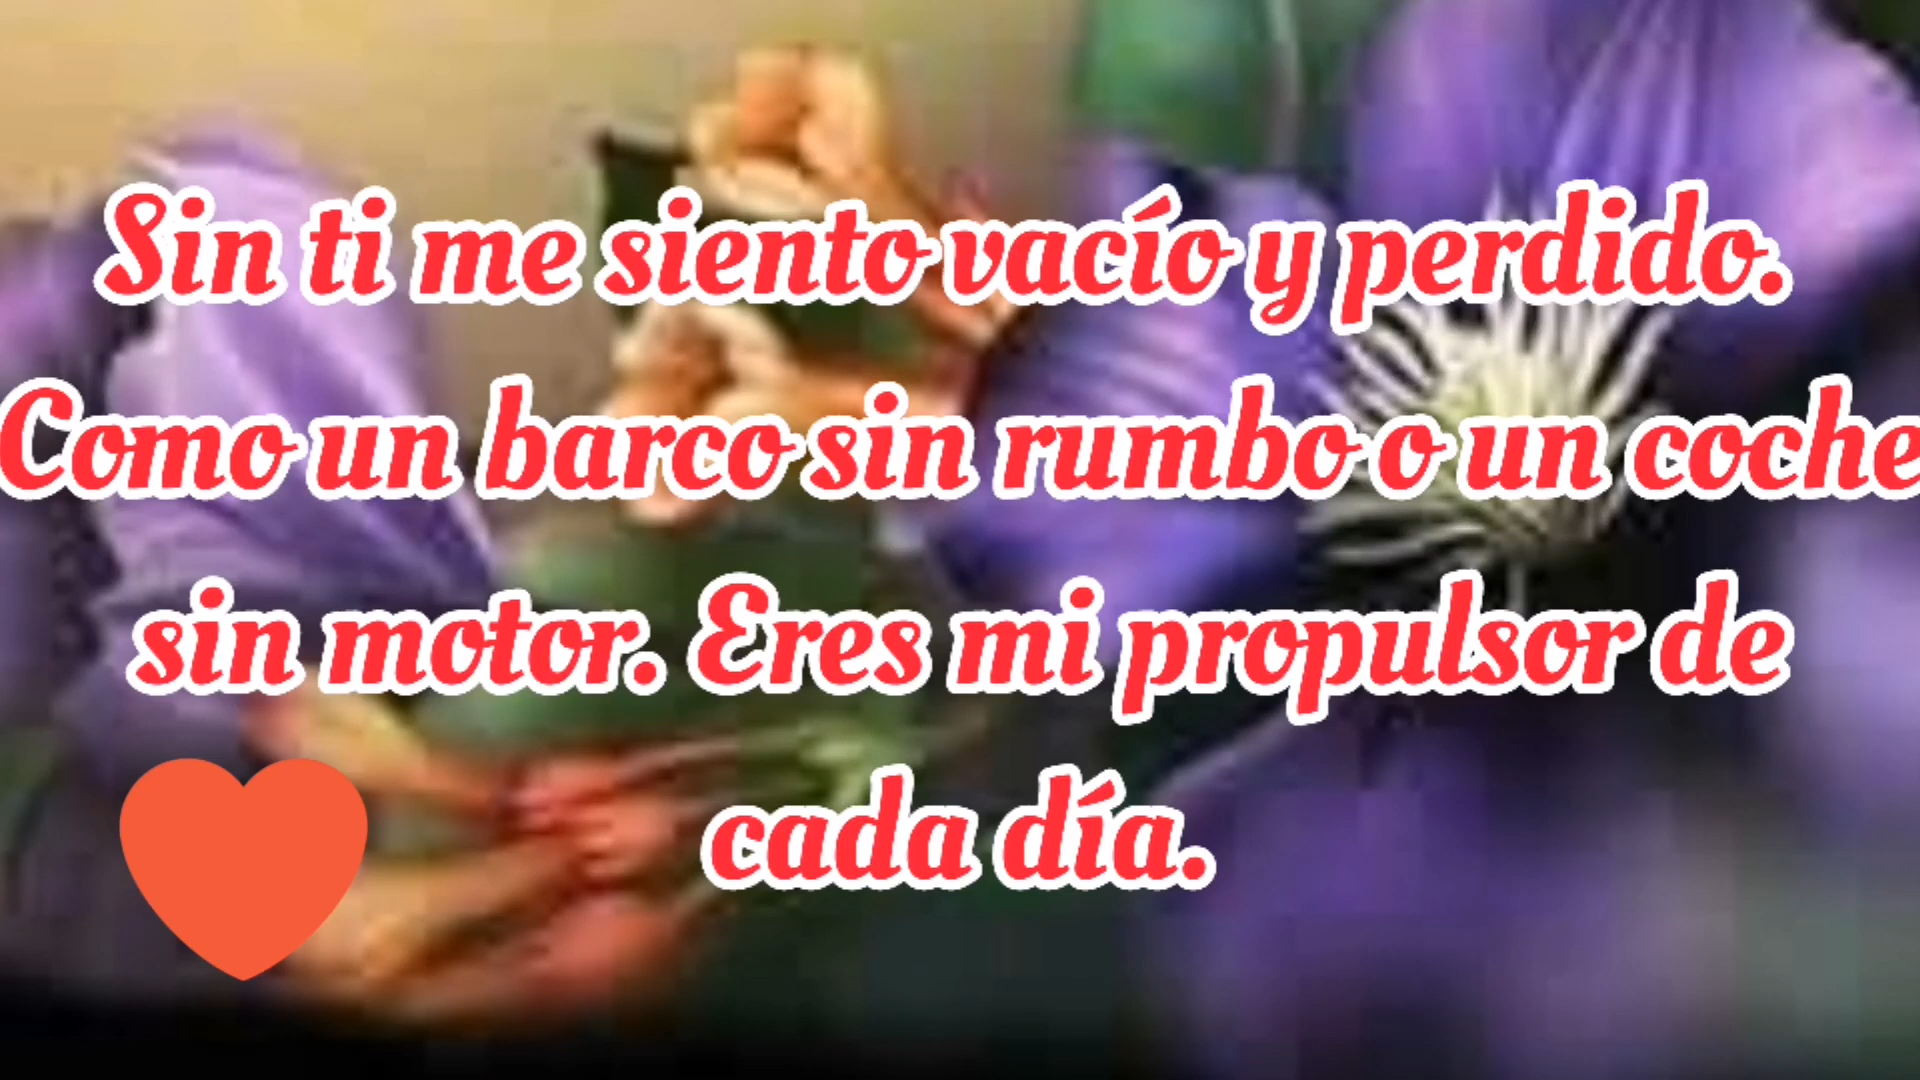 Sin ti me siento vacío y perdido.
Como un barco sin rumbo o un coche
sin motor. Eres mi propulsor de
cada día.